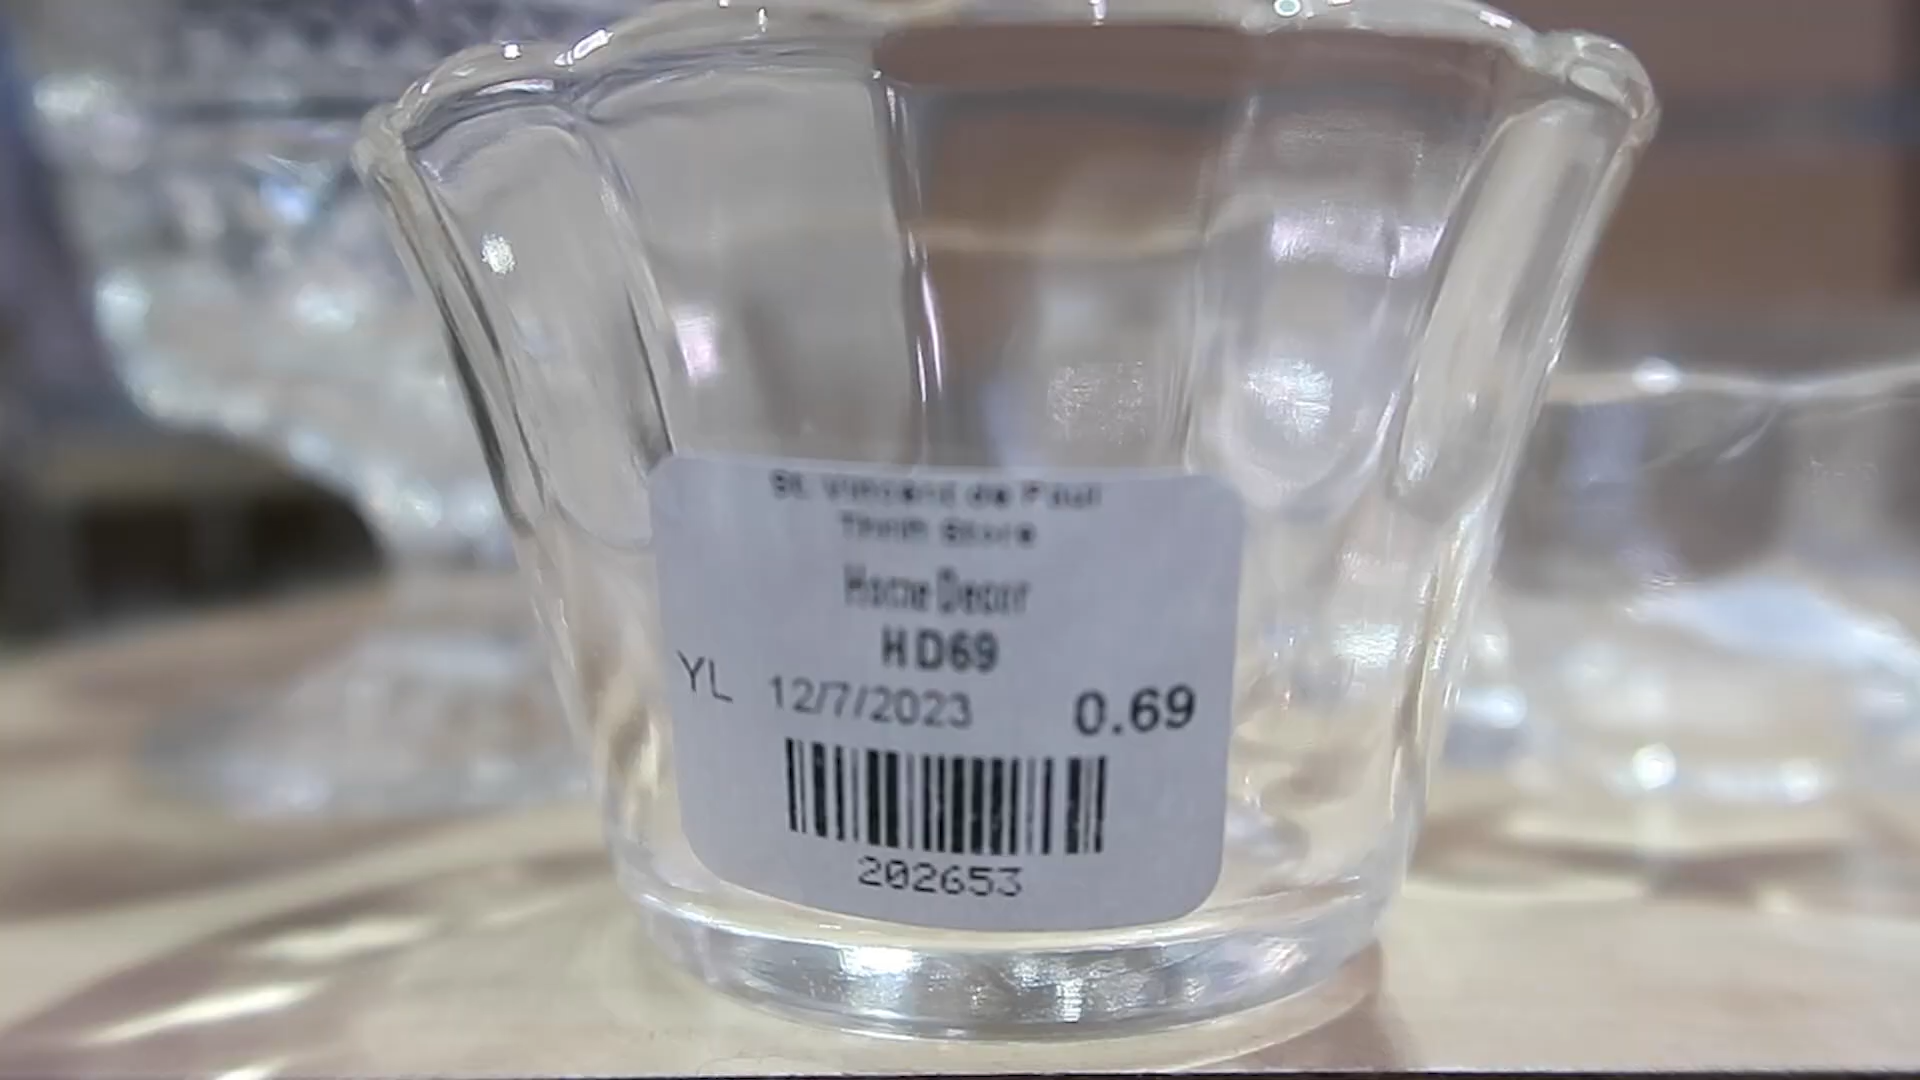 St. Vincent de Paul
Thrift Store
Home Decor
HD69
YL 12/7/2023 0.69
202653